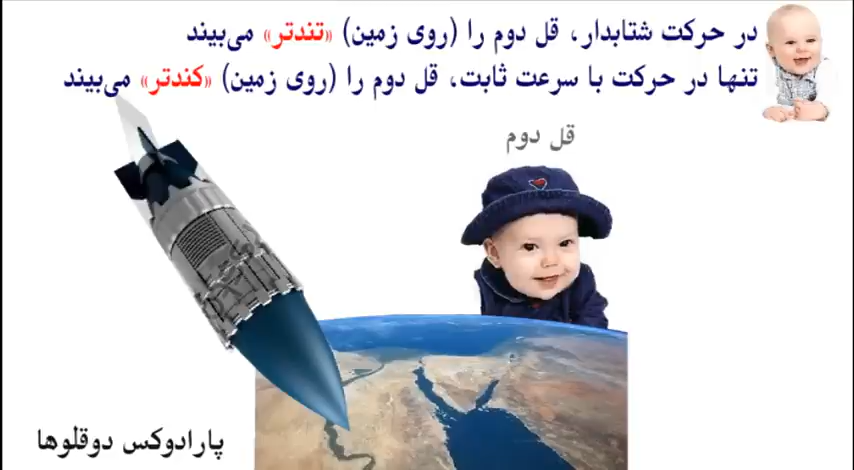 در حرکت شتابدار، قل دوم را (روی زمین) «تندتر» می‌بیند
تنها در حرکت با سرعت ثابت، قل دوم را (روی زمین) «کندتر» می‌بیند
قل دوم
پارادوکس دوقلوها